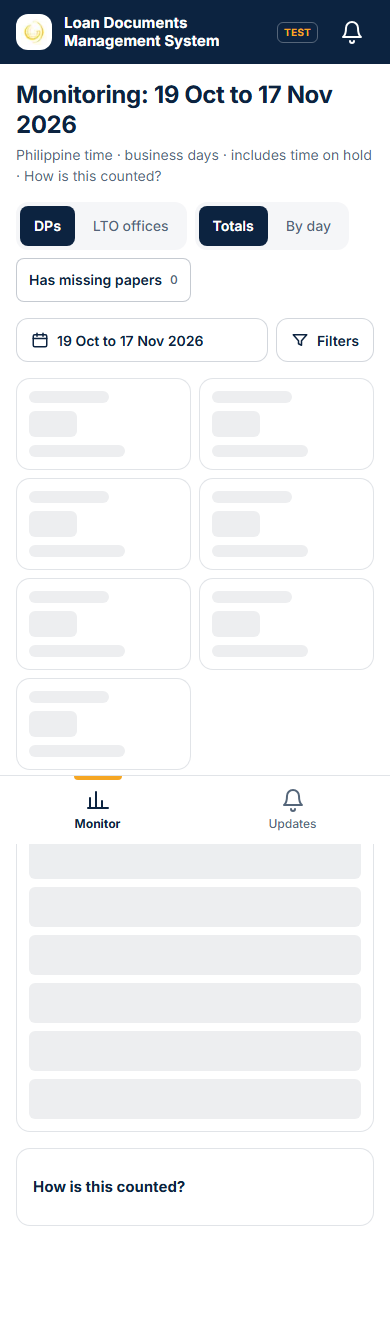 Loan Documents
Management System
TEST
Monitoring: 19 Oct to 17 Nov
2026
Philippine time · business days · includes time on hold
· How is this counted?
DPs
LTO offices
Totals
By day
Has missing papers 0
19 Oct to 17 Nov 2026
Filters
Monitor
Updates
How is this counted?